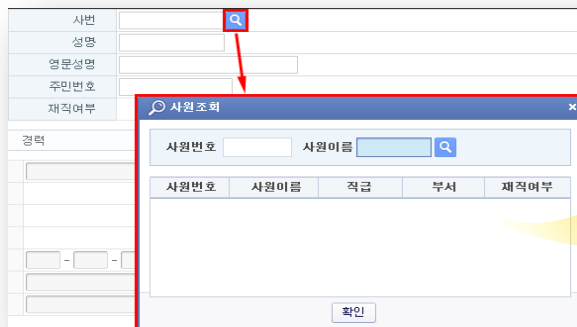 사번
성명
영문성명
주민번호
재직여부
경력
- -
사원조회 ×
사원번호 사원이름
사원번호 사원이름 직급 부서 재직여부
확인